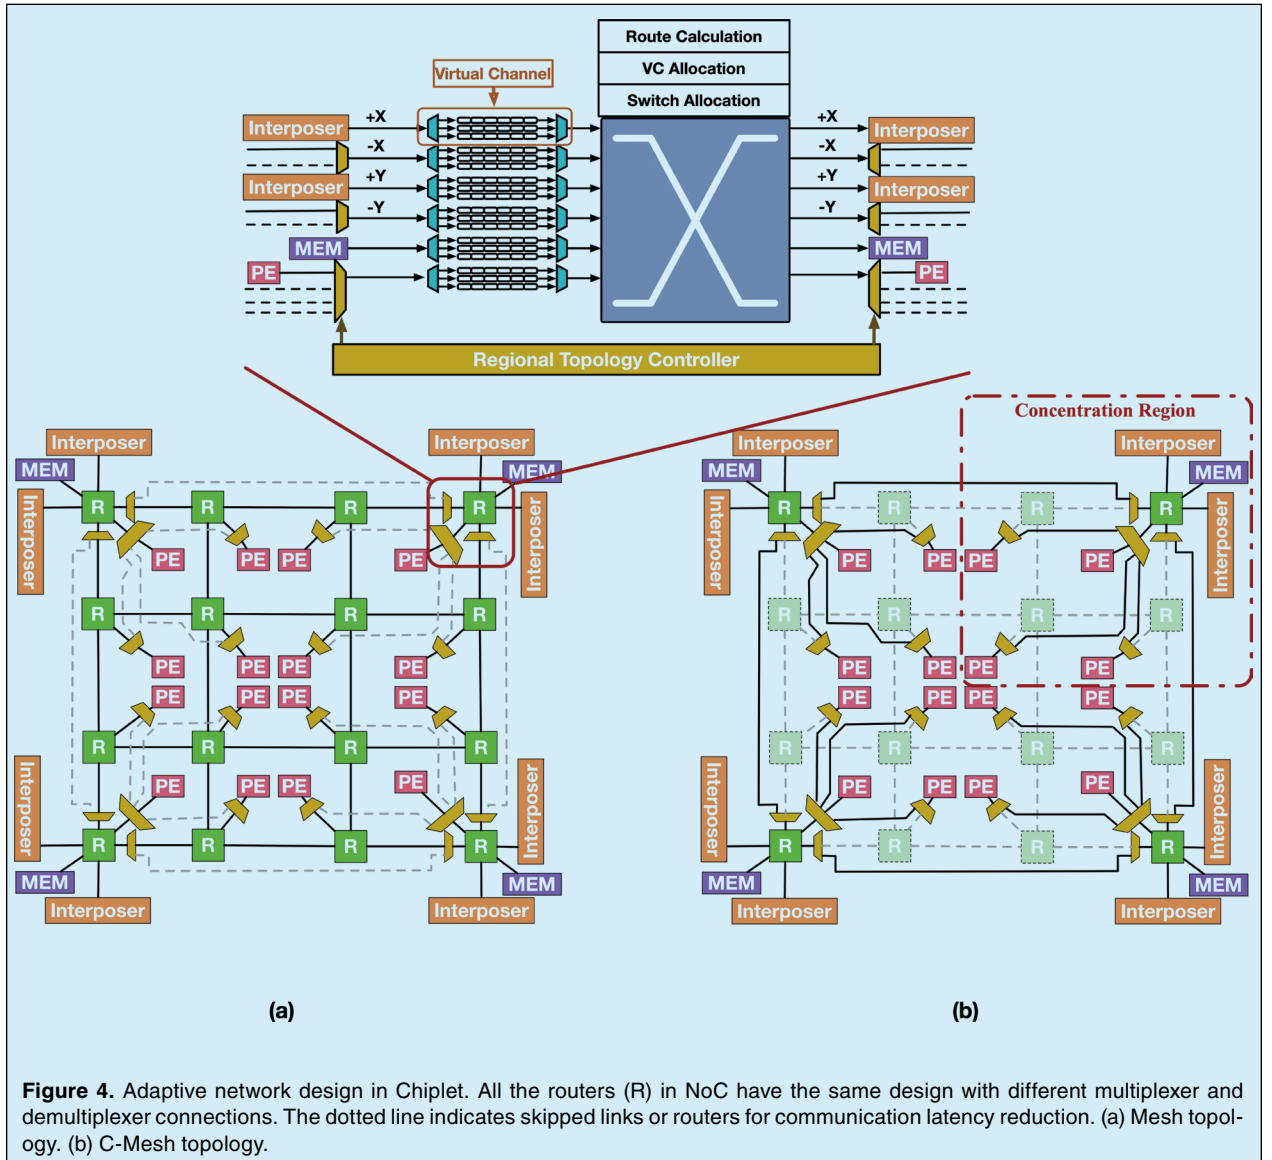 Route Calculation
VC Allocation
Switch Allocation
Virtual Channel
Interposer +X +X Interposer
-X -X
Interposer +Y +Y Interposer
-Y -Y
MEM MEM
PE PE
Regional Topology Controller
Concentration Region
Interposer Interposer Interposer Interposer
MEM MEM MEM MEM
Interposer R R R R Interposer Interposer R R R R Interposer
PE PE PE PE PE PE PE PE
R R R R R R R R
PE PE PE PE PE PE PE PE
PE PE PE PE PE PE PE PE
R R R R R R R R
Interposer PE PE PE PE Interposer Interposer PE PE PE PE Interposer
R R R R R R R R
MEM MEM MEM MEM
Interposer Interposer Interposer Interposer
(a) (b)
Figure 4. Adaptive network design in Chiplet. All the routers (R) in NoC have the same design with different multiplexer and
demultiplexer connections. The dotted line indicates skipped links or routers for communication latency reduction. (a) Mesh topol-
ogy. (b) C-Mesh topology.